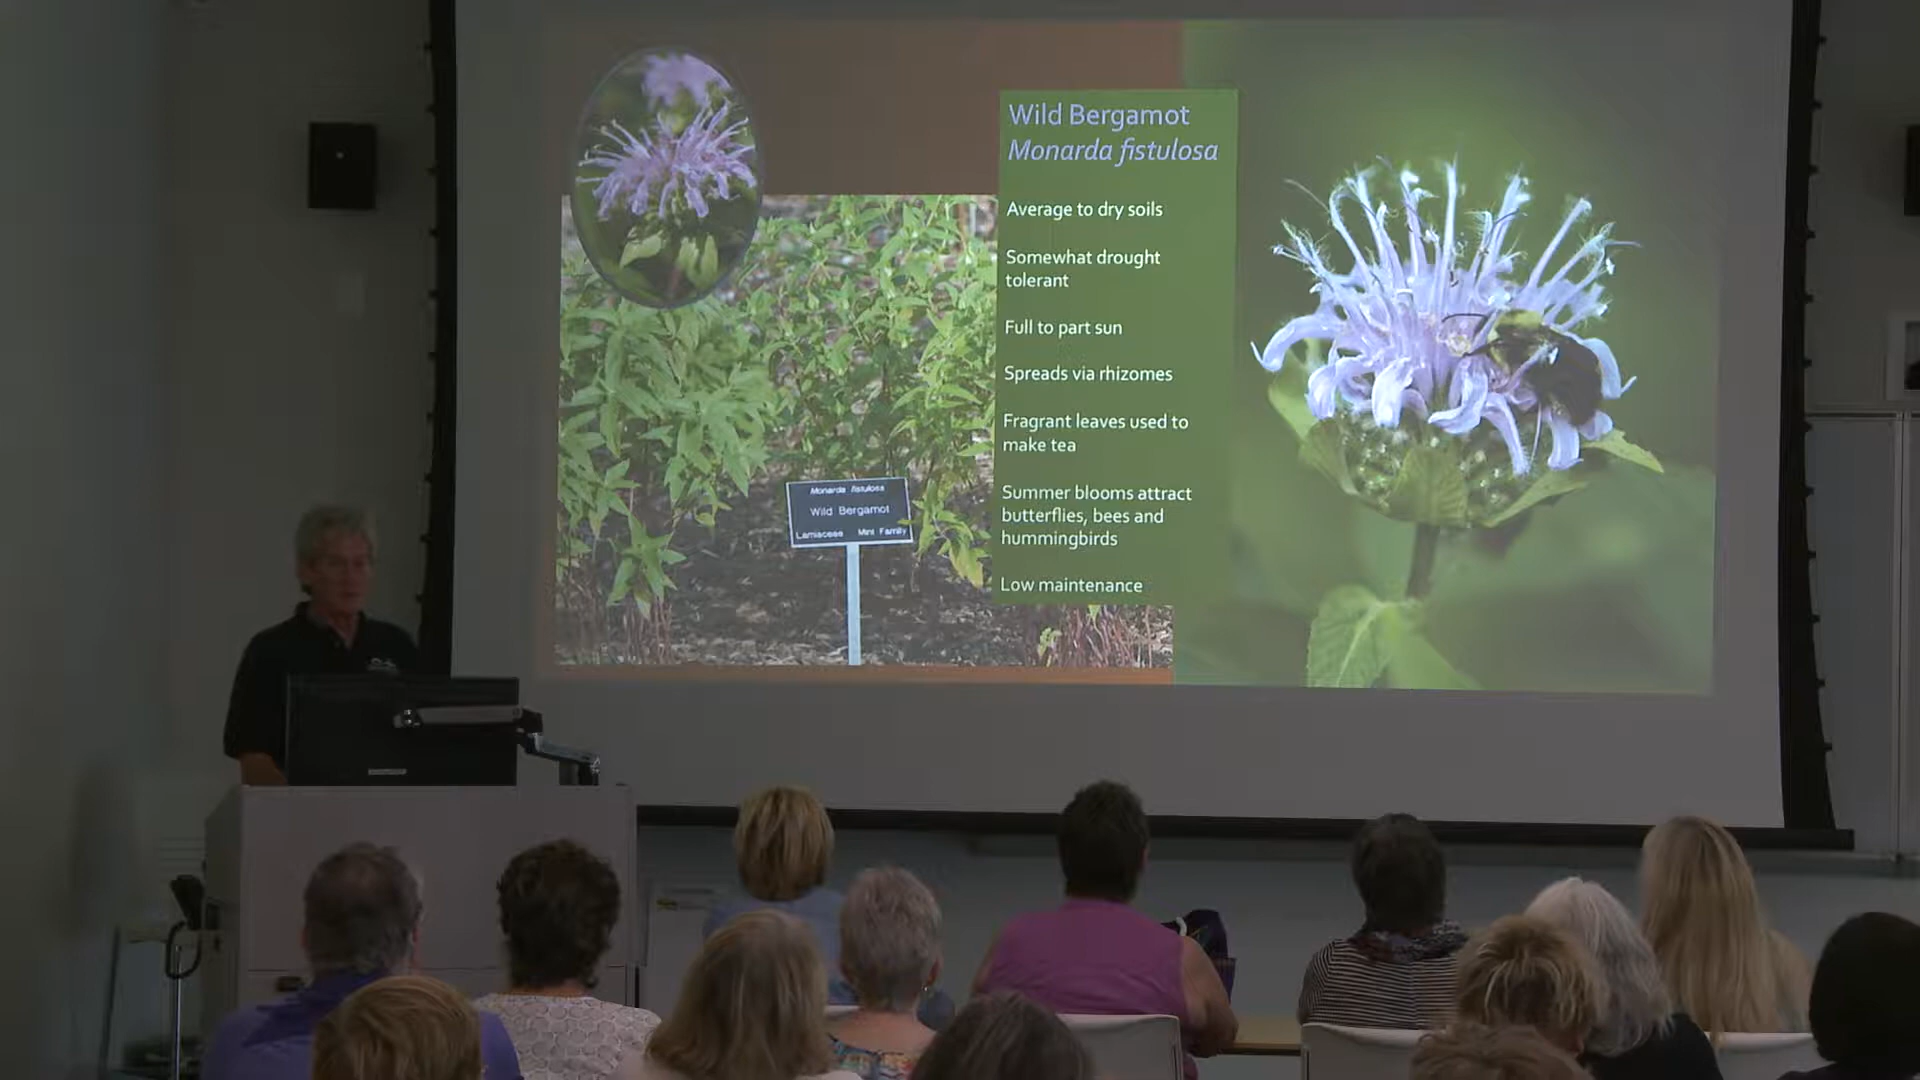 Wild Bergamot
Monarda fistulosa
Average to dry soils
Somewhat drought
tolerant
Full to part sun
Spreads via rhizomes
Fragrant leaves used to
make tea
Summer blooms attract
butterflies, bees and
hummingbirds
Low maintenance
Monarda fistulosa
Wild Bergamot
Lamiaceae Mint Family